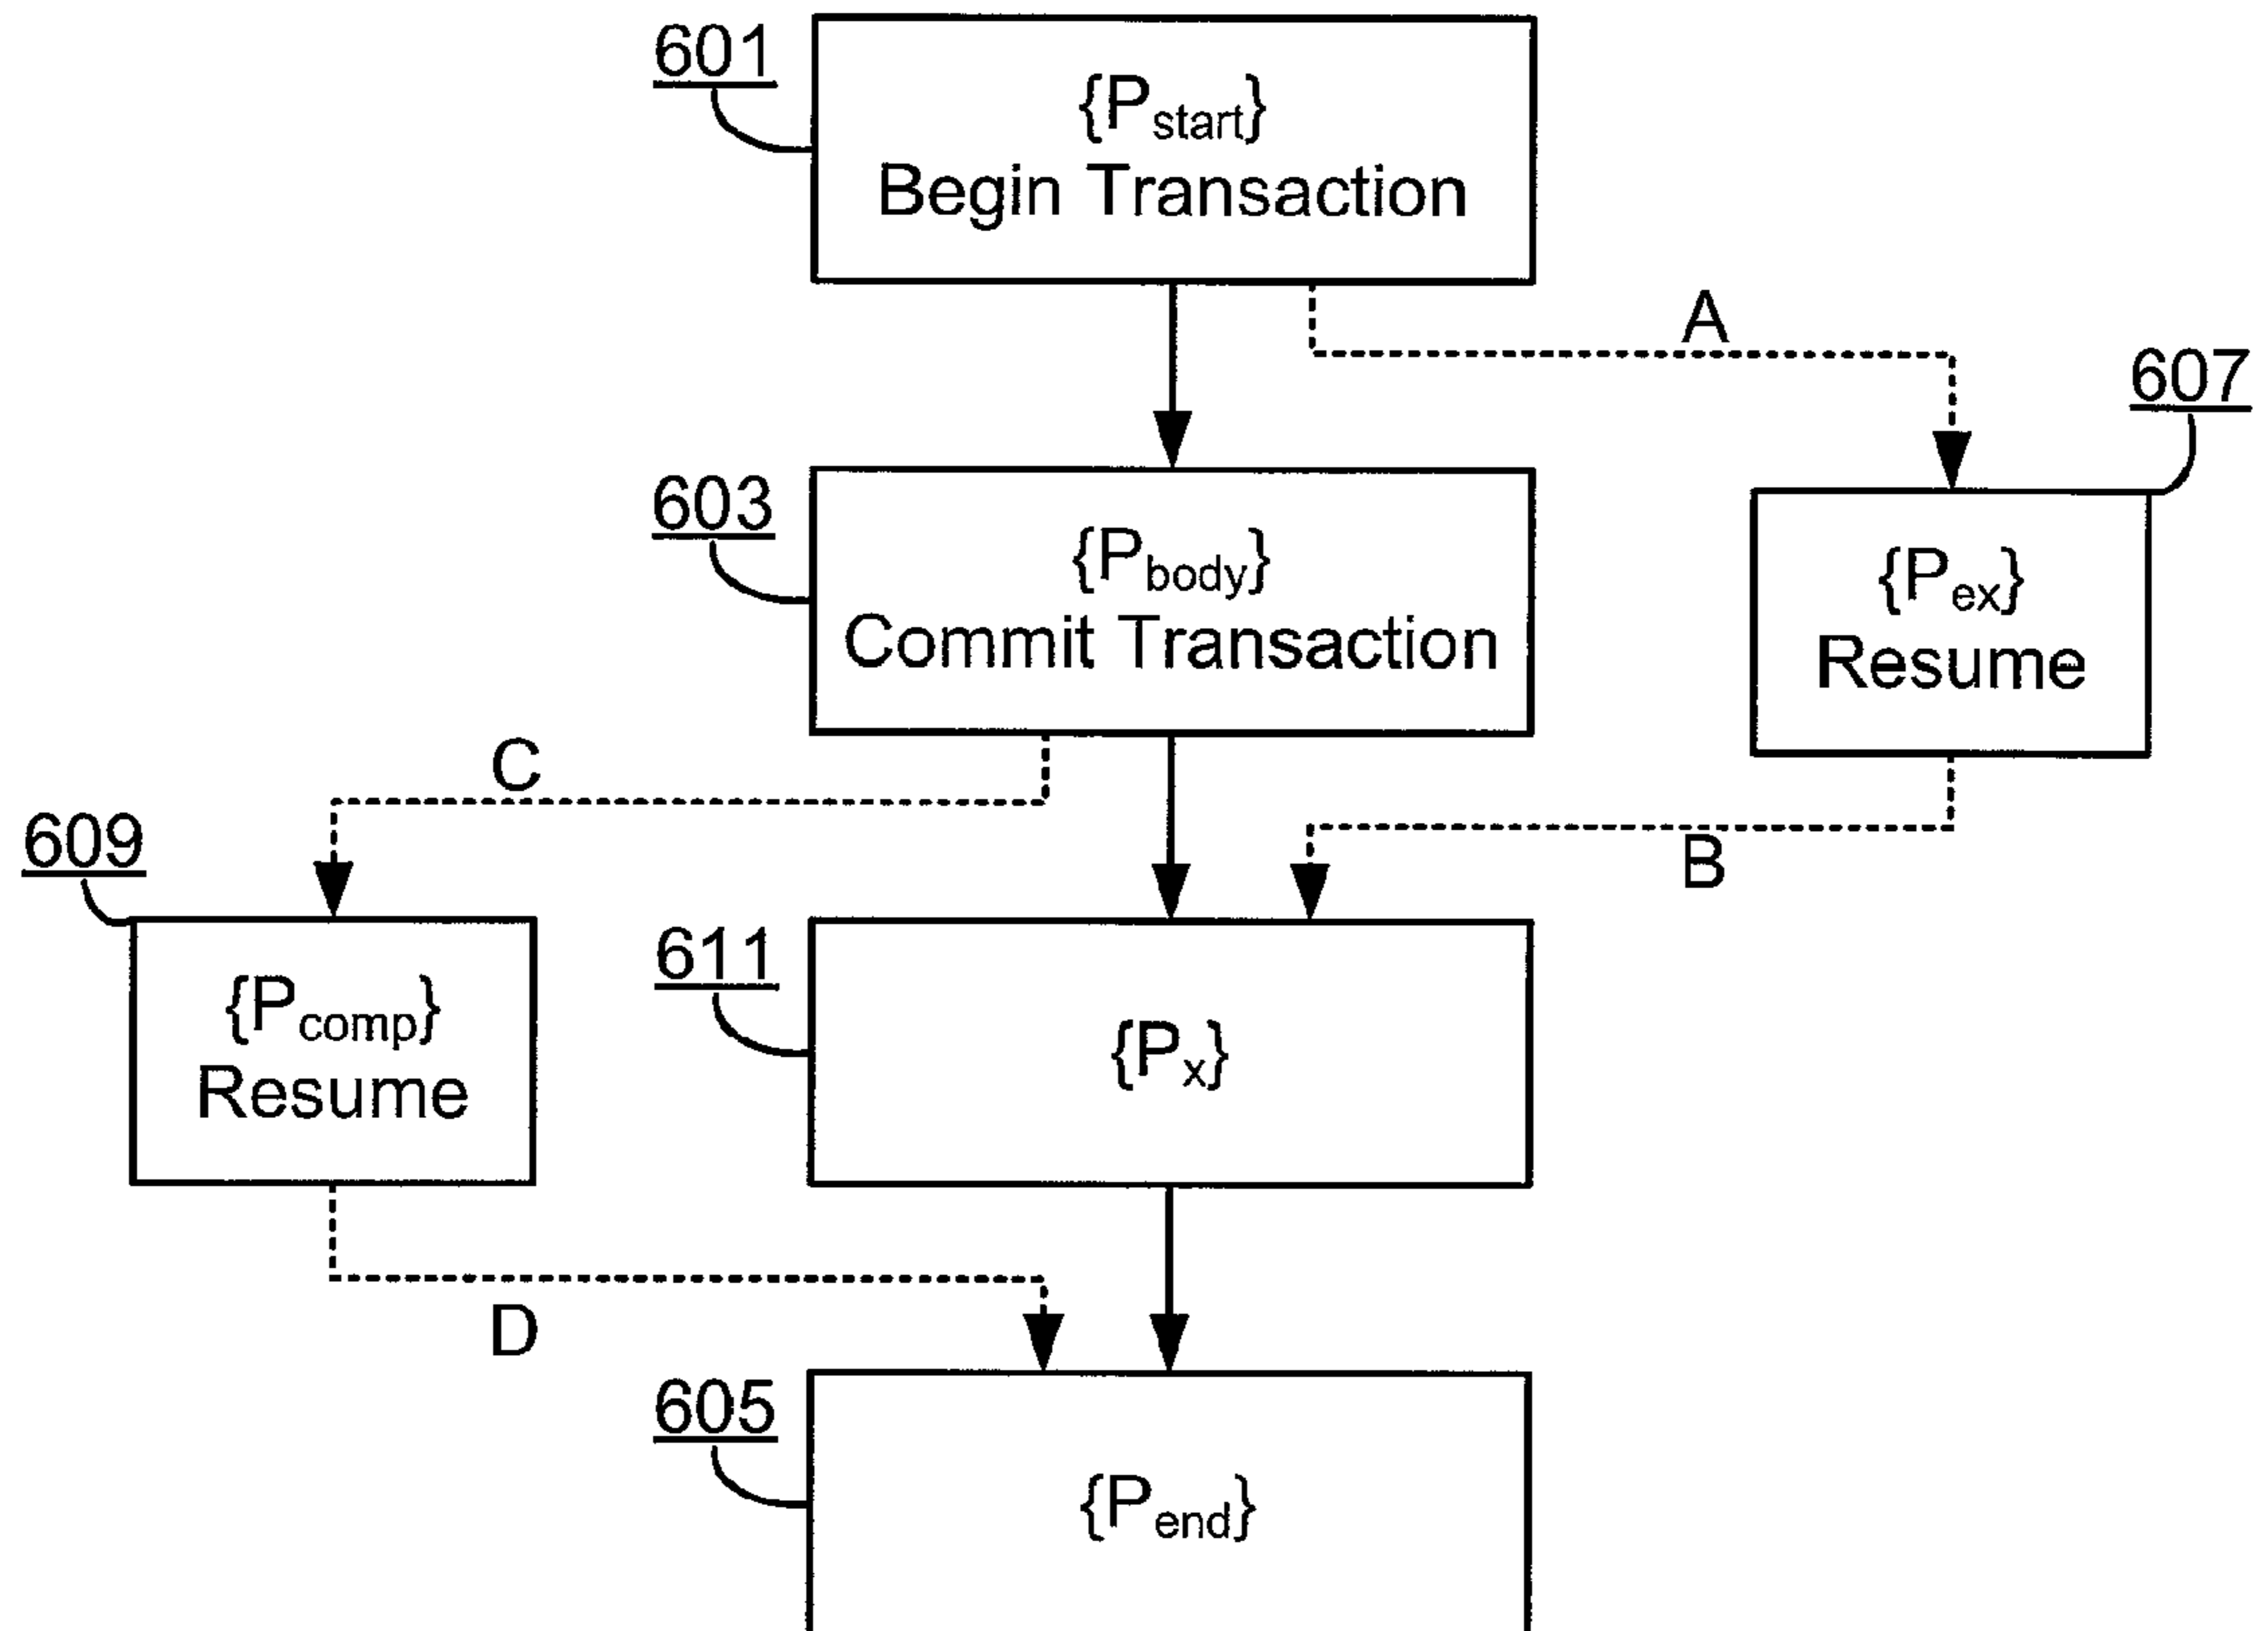 601
{Pstart}
Begin Transaction
A
607
603
{Pbody}
Commit Transaction
{Pex}
Resume
C
B
609
611
{Pcomp}
Resume
{Px}
D
605
{Pend}